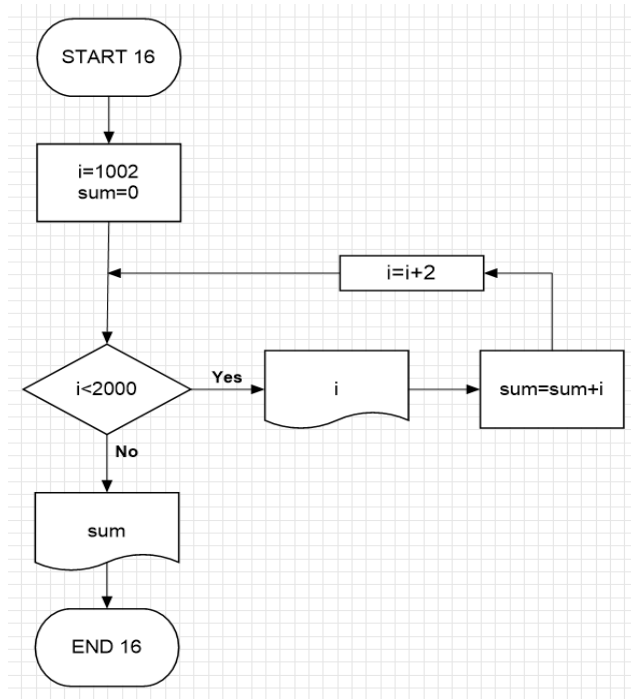 START 16
i=1002
sum=0
i=i+2
i<2000
Yes
i
sum=sum+i
No
sum
END 16